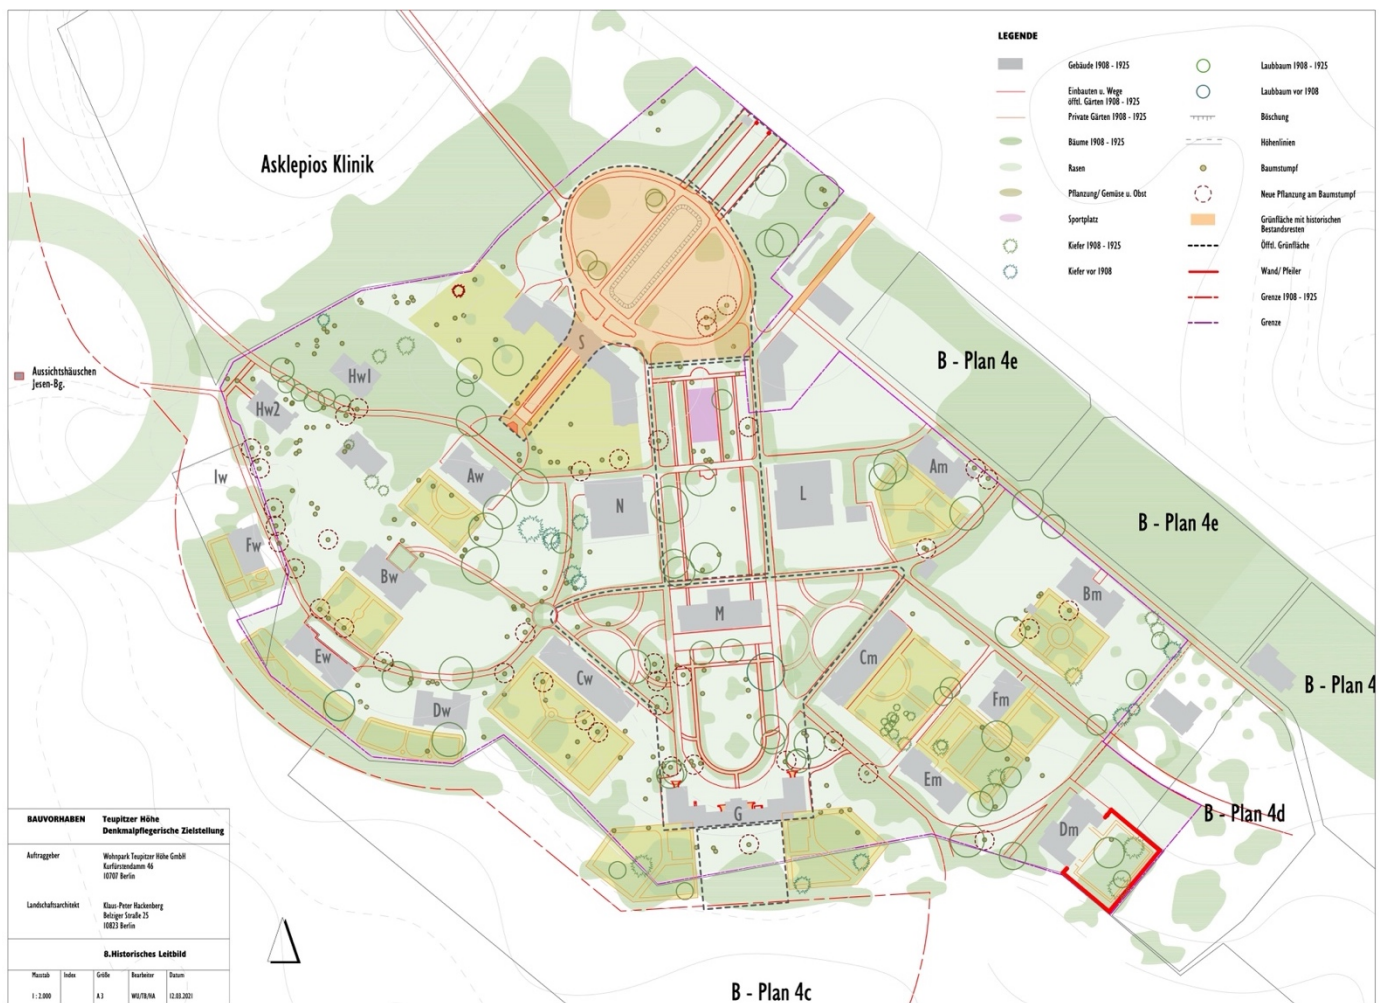 LEGENDE
Gebäude 1908 - 1925
Einbauten u. Wege
öfftl. Gärten 1908 - 1925
Private Gärten 1908 - 1925
Bäume 1908 - 1925
Rasen
Pflanzung/ Gemüse u. Obst
Sportplatz
Kiefer 1908 - 1925
Kiefer vor 1908
Laubbaum 1908 - 1925
Laubbaum vor 1908
Böschung
Höhenlinien
Baumstumpf
Neue Pflanzung am Baumstumpf
Grünfläche mit historischen
Bestandsresten
Öfftl. Grünfläche
Wand/ Pfeiler
Grenze 1908 - 1925
Grenze
Asklepios Klinik
Aussichtshäuschen
Jesen-Bg.
S
B - Plan 4e
Hw1
Hw2
Iw
Aw
N
L
Am
B - Plan 4e
Fw
Bw
Bm
M
Ew
Cw
Cm
Fm
B - Plan 4
Dw
Em
G
Dm
B - Plan 4d
B - Plan 4c
BAUVORHABEN Teupitzer Höhe
Denkmalpflegerische Zielstellung
Auftraggeber Wohnpark Teupitzer Höhe GmbH
Kurfürstendamm 46
10707 Berlin
Landschaftsarchitekt Klaus-Peter Hackenberg
Belziger Straße 25
10823 Berlin
8.Historisches Leitbild
Masstab Index Größe Bearbeiter Datum
1 : 2.000 A 3 WU/TB/HA 12.03.2021